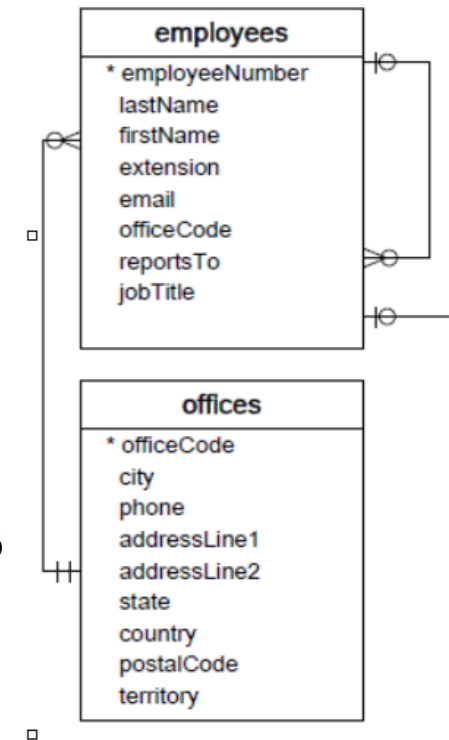 employees
* employeeNumber
lastName
firstName
extension
email
officeCode
reportsTo
jobTitle
offices
* officeCode
city
phone
addressLine1
addressLine2
state
country
postalCode
territory